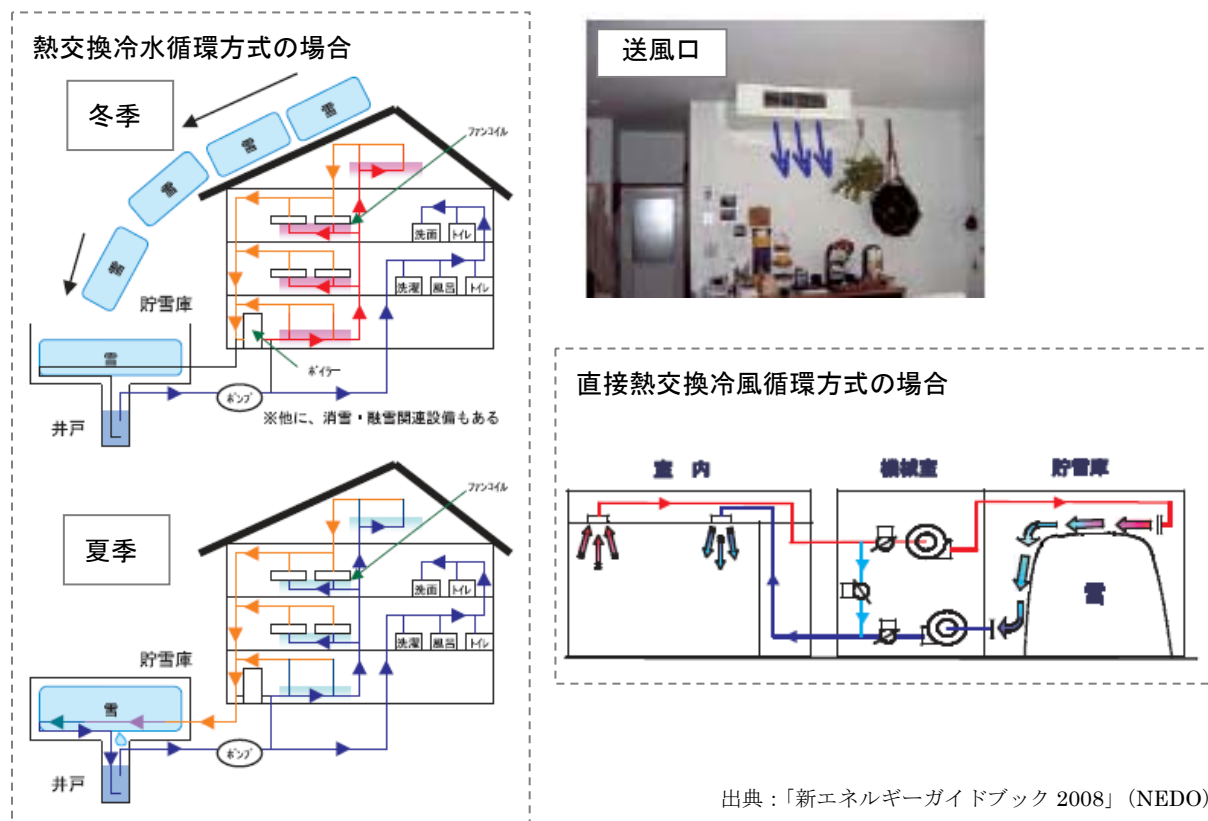 熱交換冷水循環方式の場合
冬季
雪
雪
雪
雪
ファンコイル
洗面
トイレ
洗濯
風呂
トイレ
貯雪庫
雪
ボイラー
ポンプ
井戸
※他に、消雪・融雪関連設備もある
夏季
ファンコイル
洗面
トイレ
洗濯
風呂
トイレ
貯雪庫
雪
ポンプ
井戸
送風口
直接熱交換冷風循環方式の場合
室 内
機械室
貯雪庫
雪
出典：「新エネルギーガイドブック 2008」（NEDO）